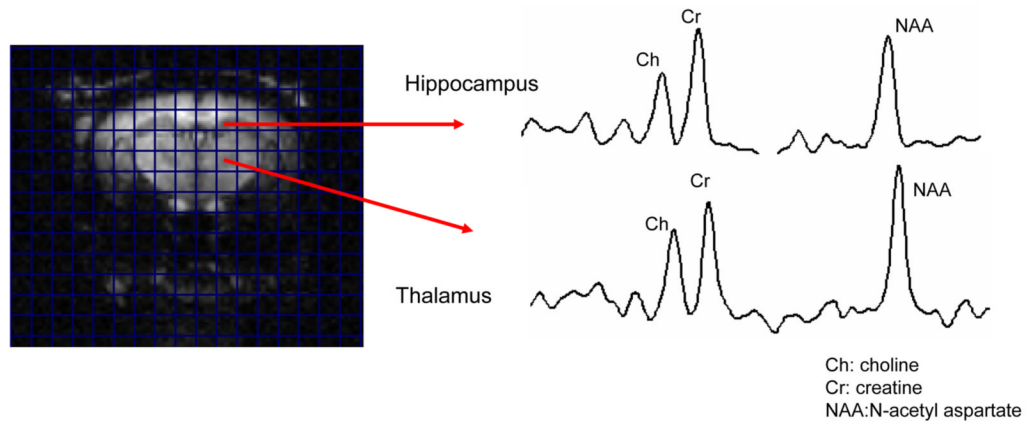 Hippocampus
Ch
Cr
NAA
Thalamus
Ch
Cr
NAA
Ch: choline
Cr: creatine
NAA:N-acetyl aspartate